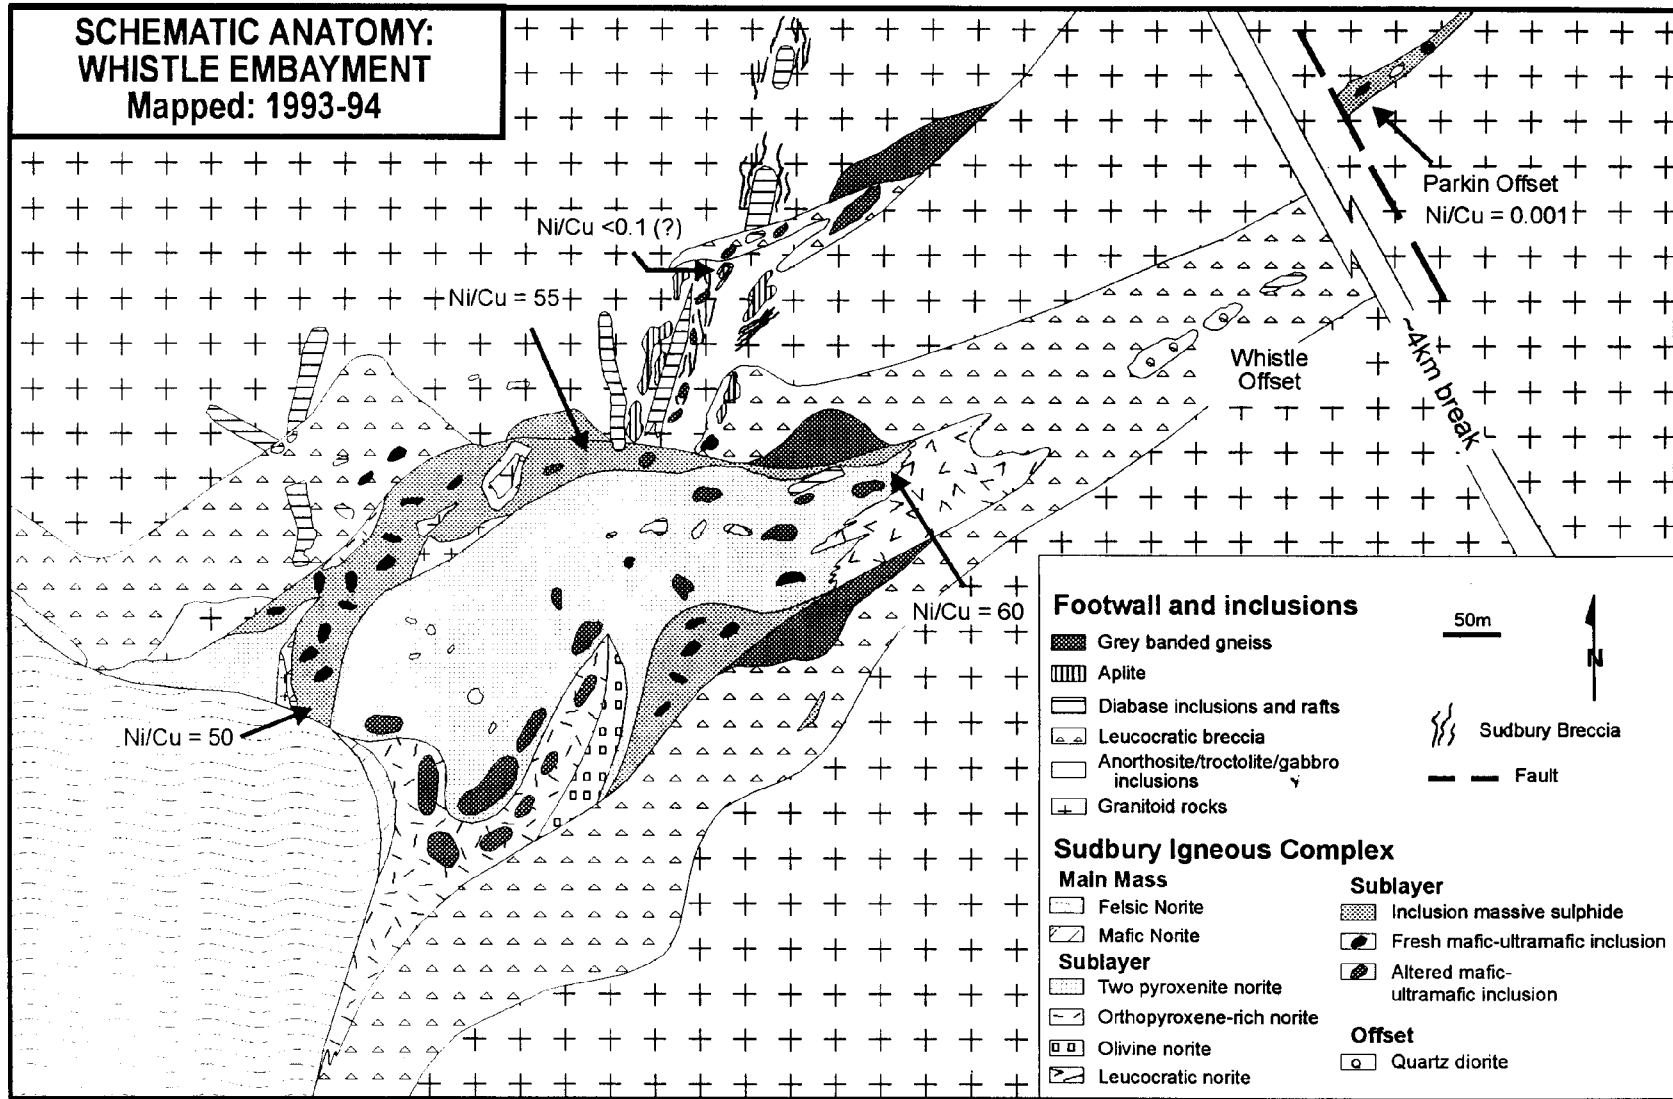 SCHEMATIC ANATOMY:
WHISTLE EMBAYMENT
Mapped: 1993-94
Parkin Offset
Ni/Cu = 0.001
Ni/Cu <0.1 (?)
Ni/Cu = 55
Whistle
Offset
~4km break
Ni/Cu = 60
Ni/Cu = 50
Footwall and inclusions
Grey banded gneiss
Aplite
Diabase inclusions and rafts
Leucocratic breccia
Anorthosite/troctolite/gabbro
inclusions
Granitoid rocks
50m
N
Sudbury Breccia
Fault
Sudbury Igneous Complex
Main Mass
Felsic Norite
Mafic Norite
Sublayer
Two pyroxenite norite
Orthopyroxene-rich norite
Olivine norite
Leucocratic norite
Sublayer
Inclusion massive sulphide
Fresh mafic-ultramafic inclusion
Altered mafic-
ultramafic inclusion
Offset
Quartz diorite